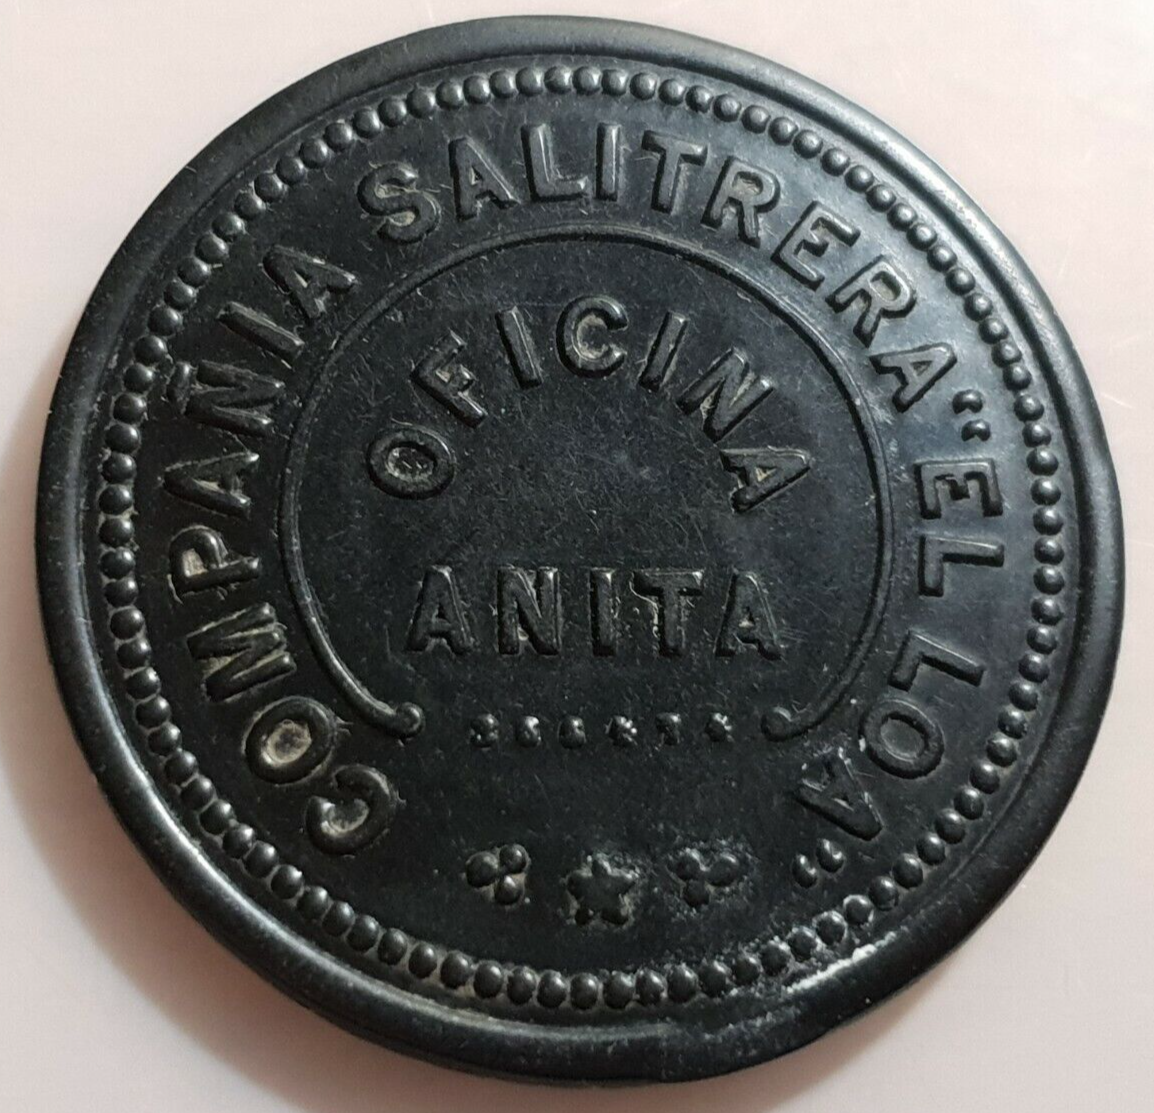 COMPAÑIA SALITRERA "EL LOA"
OFICINA
ANITA